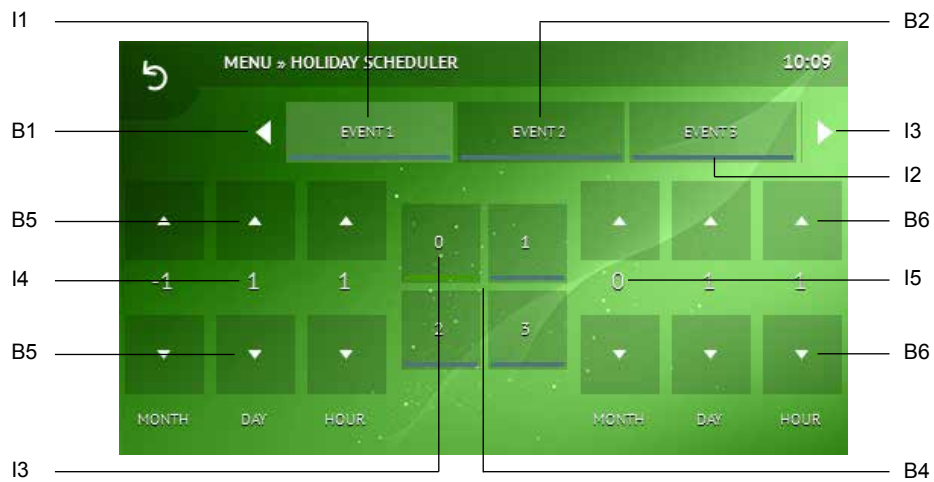 I1
B2
MENU » HOLIDAY SCHEDULER
10:09
B1
EVENT 1
EVENT 2
EVENT 3
I3
I2
B5
B6
0
1
I4
-1
1
1
0
1
1
I5
2
3
B5
B6
MONTH
DAY
HOUR
MONTH
DAY
HOUR
I3
B4